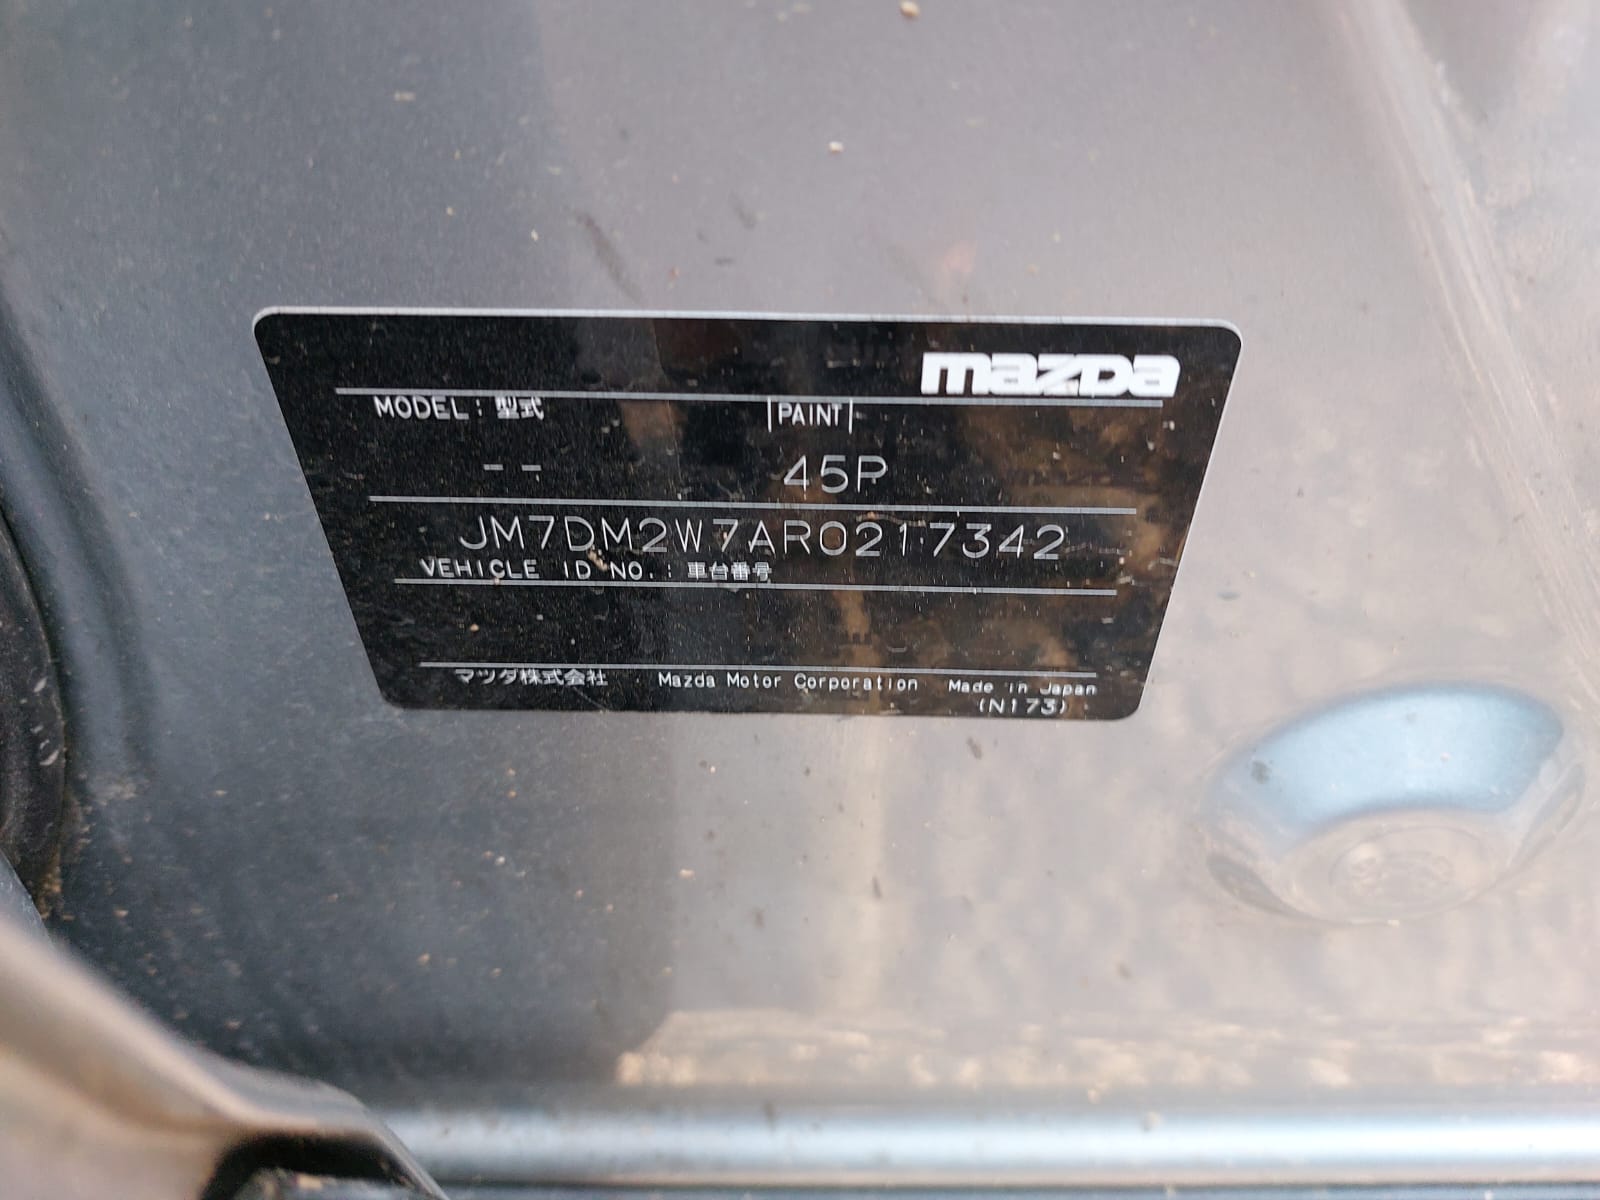 mazda
MODEL: 型式 |PAINT|
-- 45P
JM7DM2W7AR0217342
VEHICLE ID NO.: 車台番号
マツダ株式会社 Mazda Motor Corporation Made in Japan
(N173)